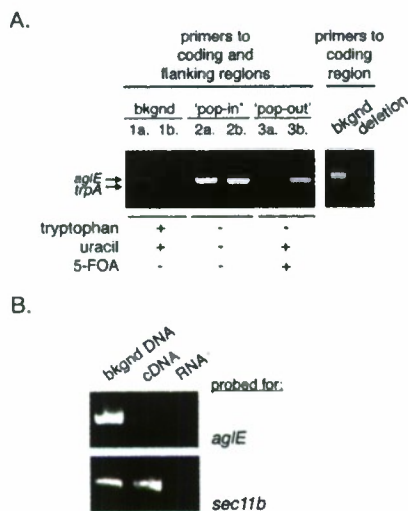 A.
primers to coding and flanking regions
primers to coding region
bkgnd 'pop-in' 'pop-out'
1a. 1b. 2a. 2b. 3a. 3b.
bkgnd deletion
aglE
trpA
tryptophan + - -
uracil + - +
5-FOA - - +
B.
bkgnd DNA cDNA RNA
probed for:
aglE
sec11b